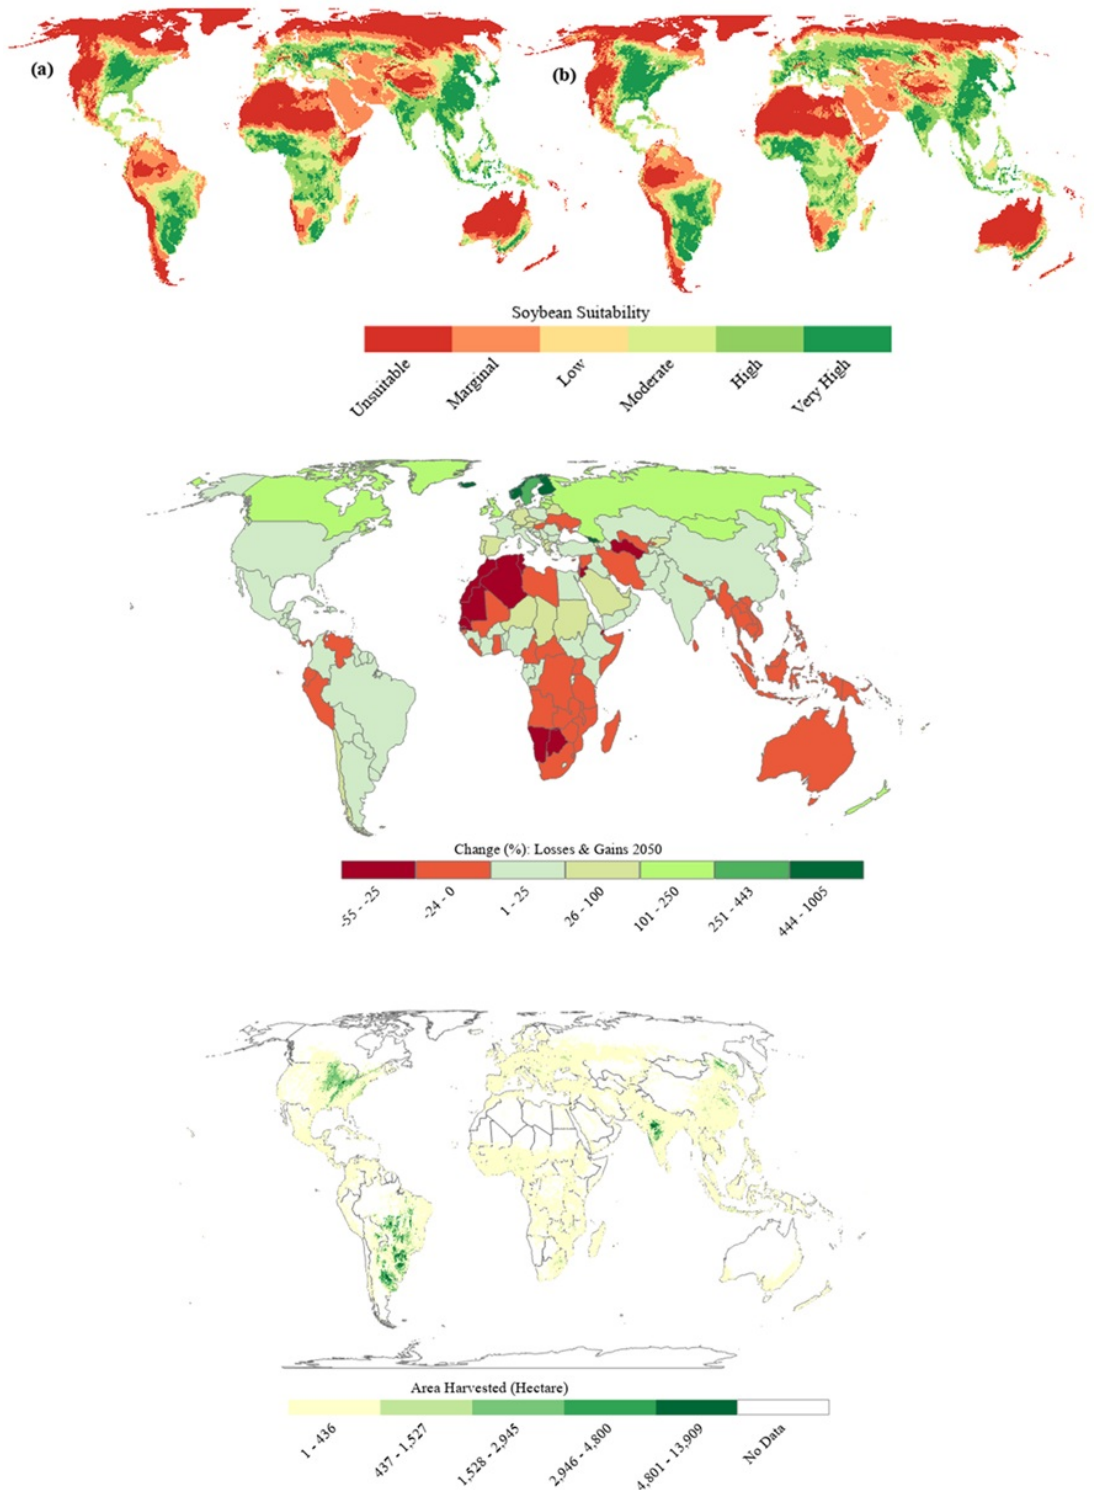 (a)
(b)
Soybean Suitability
Unsuitable
Marginal
Low
Moderate
High
Very High
Change (%): Losses & Gains 2050
-55 - -25
-24 - 0
1 - 25
26 - 100
101 - 250
251 - 443
444 - 1005
Area Harvested (Hectare)
1 - 436
437 - 1,527
1,528 - 2,945
2,946 - 4,800
4,801 - 13,909
No Data